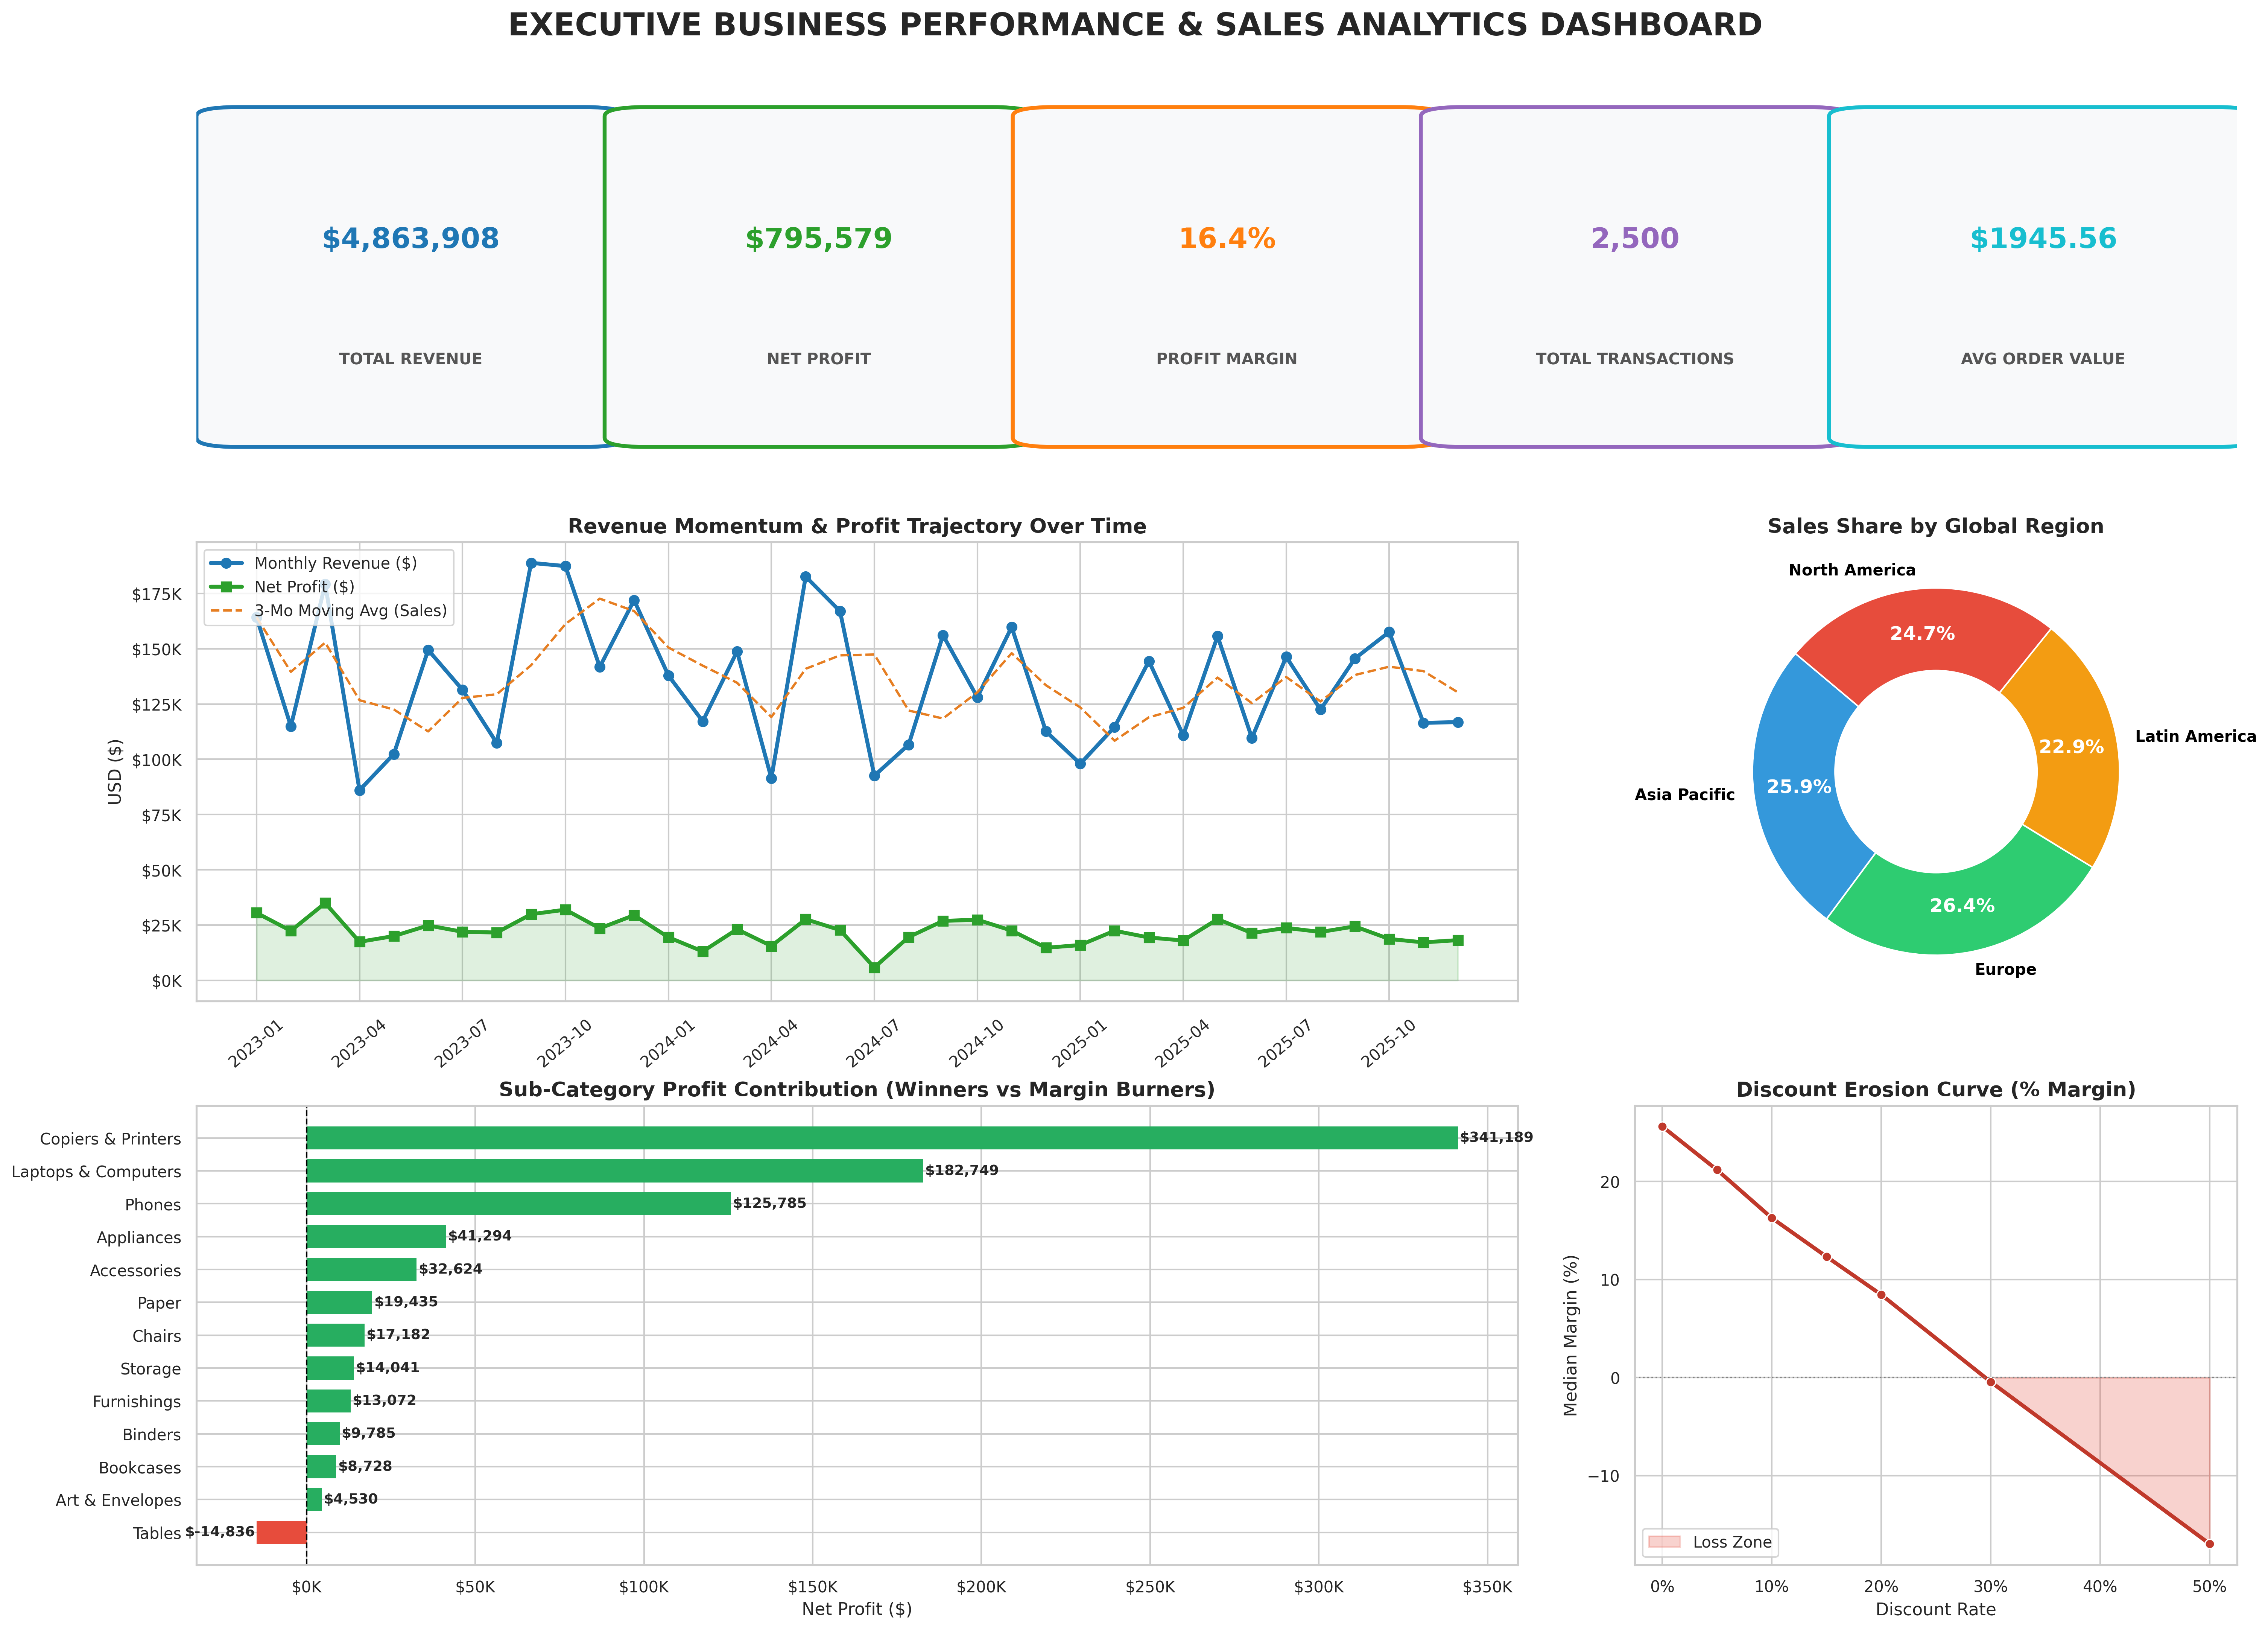 EXECUTIVE BUSINESS PERFORMANCE & SALES ANALYTICS DASHBOARD
$4,863,908
TOTAL REVENUE
$795,579
NET PROFIT
16.4%
PROFIT MARGIN
2,500
TOTAL TRANSACTIONS
$1945.56
AVG ORDER VALUE
Revenue Momentum & Profit Trajectory Over Time
Monthly Revenue ($)
Net Profit ($)
3-Mo Moving Avg (Sales)
USD ($)
$175K
$150K
$125K
$100K
$75K
$50K
$25K
$0K
2023-01
2023-04
2023-07
2023-10
2024-01
2024-04
2024-07
2024-10
2025-01
2025-04
2025-07
2025-10
Sales Share by Global Region
North America
24.7%
Latin America
22.9%
Asia Pacific
25.9%
26.4%
Europe
Sub-Category Profit Contribution (Winners vs Margin Burners)
Copiers & Printers $341,189
Laptops & Computers $182,749
Phones $125,785
Appliances $41,294
Accessories $32,624
Paper $19,435
Chairs $17,182
Storage $14,041
Furnishings $13,072
Binders $9,785
Bookcases $8,728
Art & Envelopes $4,530
Tables $-14,836
$0K $50K $100K $150K $200K $250K $300K $350K
Net Profit ($)
Discount Erosion Curve (% Margin)
Median Margin (%)
20
10
0
−10
Loss Zone
0% 10% 20% 30% 40% 50%
Discount Rate